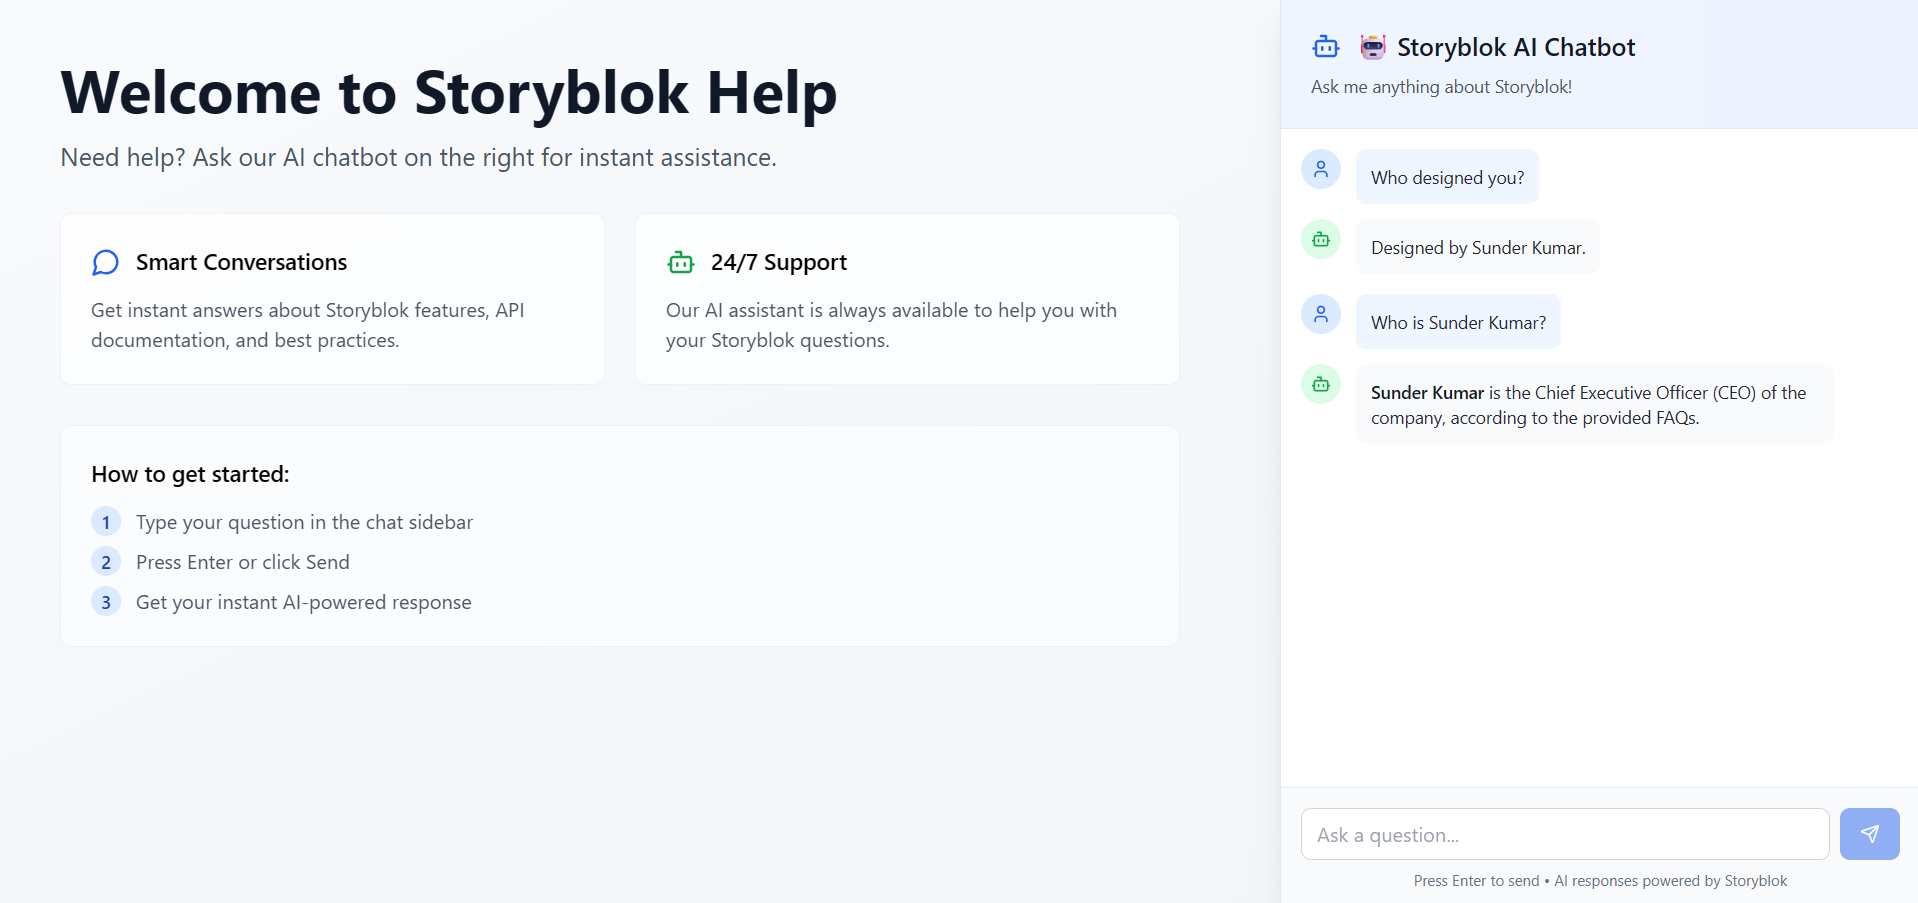 Welcome to Storyblok Help
Need help? Ask our AI chatbot on the right for instant assistance.
Smart Conversations
Get instant answers about Storyblok features, API
documentation, and best practices.
24/7 Support
Our AI assistant is always available to help you with
your Storyblok questions.
How to get started:
1 Type your question in the chat sidebar
2 Press Enter or click Send
3 Get your instant AI-powered response
Storyblok AI Chatbot
Ask me anything about Storyblok!
Who designed you?
Designed by Sunder Kumar.
Who is Sunder Kumar?
Sunder Kumar is the Chief Executive Officer (CEO) of the
company, according to the provided FAQs.
Ask a question...
Press Enter to send • AI responses powered by Storyblok